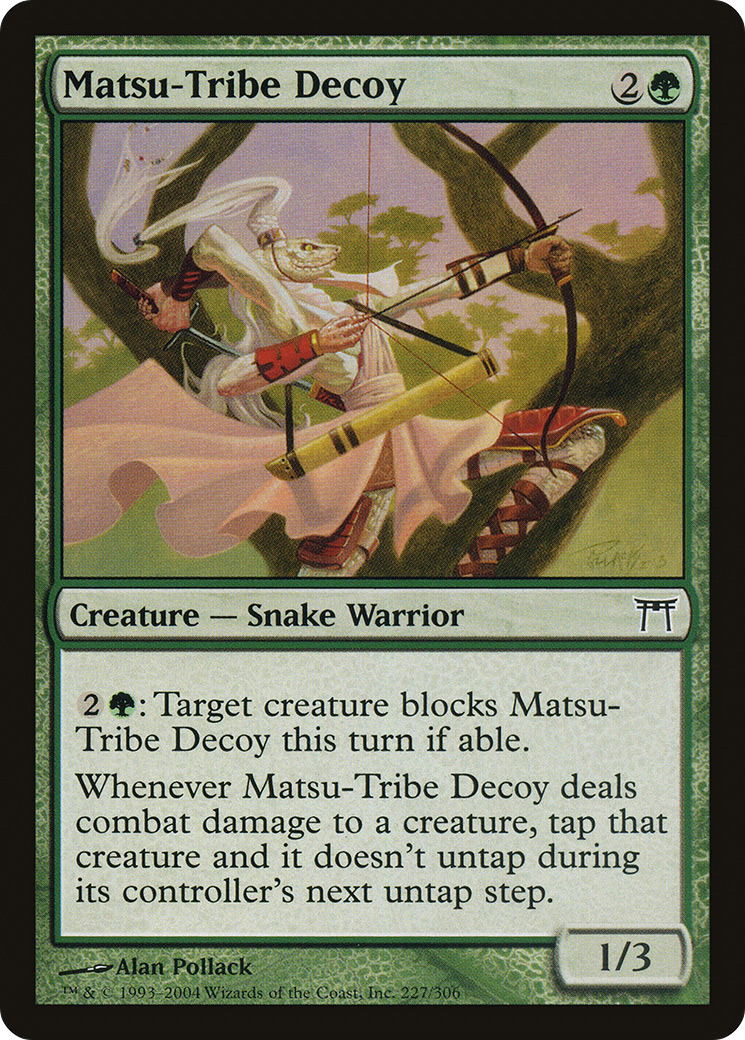 Matsu-Tribe Decoy 2
Creature — Snake Warrior
2 : Target creature blocks Matsu-
Tribe Decoy this turn if able.
Whenever Matsu-Tribe Decoy deals
combat damage to a creature, tap that
creature and it doesn't untap during
its controller's next untap step.
1/3
Alan Pollack
™ & © 1993–2004 Wizards of the Coast, Inc. 227/306